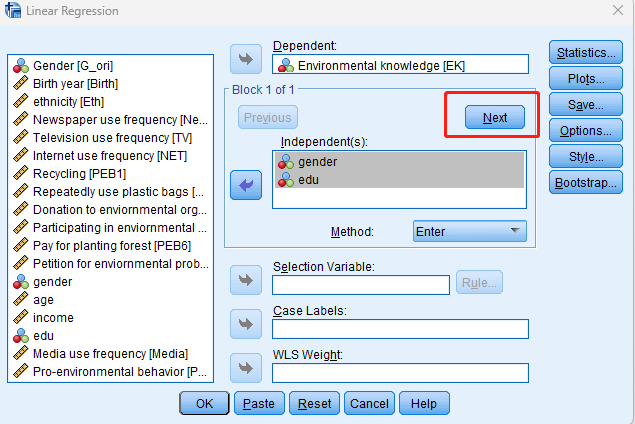 Linear Regression
Gender [G_ori]
Birth year [Birth]
ethnicity [Eth]
Newspaper use frequency [Ne...
Television use frequency [TV]
Internet use frequency [NET]
Recycling [PEB1]
Repeatedly use plastic bags [...
Donation to enviornmental org...
Participating in enviornmental ...
Pay for planting forest [PEB6]
Petition for enviornmental prob...
gender
age
income
edu
Media use frequency [Media]
Pro-environmental behavior [P...
Dependent:
Environmental knowledge [EK]
Block 1 of 1
Previous
Next
Independent(s):
gender
edu
Method:
Enter
Selection Variable:
Rule...
Case Labels:
WLS Weight:
Statistics...
Plots...
Save...
Options...
Style...
Bootstrap...
OK
Paste
Reset
Cancel
Help